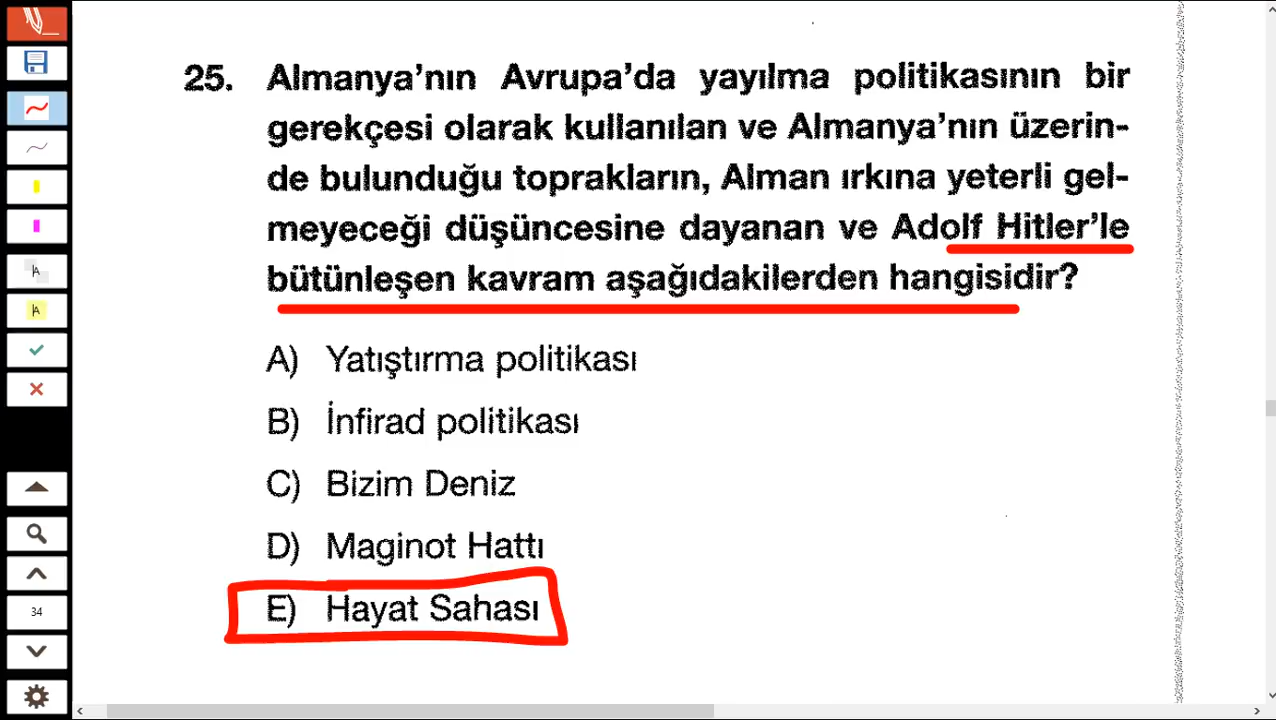 25. Almanya’nın Avrupa’da yayılma politikasının bir
gerekçesi olarak kullanılan ve Almanya’nın üzerin-
de bulunduğu toprakların, Alman ırkına yeterli gel-
meyeceği düşüncesine dayanan ve Adolf Hitler’le
bütünleşen kavram aşağıdakilerden hangisidir?
A) Yatıştırma politikası
B) İnfirad politikası
C) Bizim Deniz
D) Maginot Hattı
E) Hayat Sahası
A
A
34